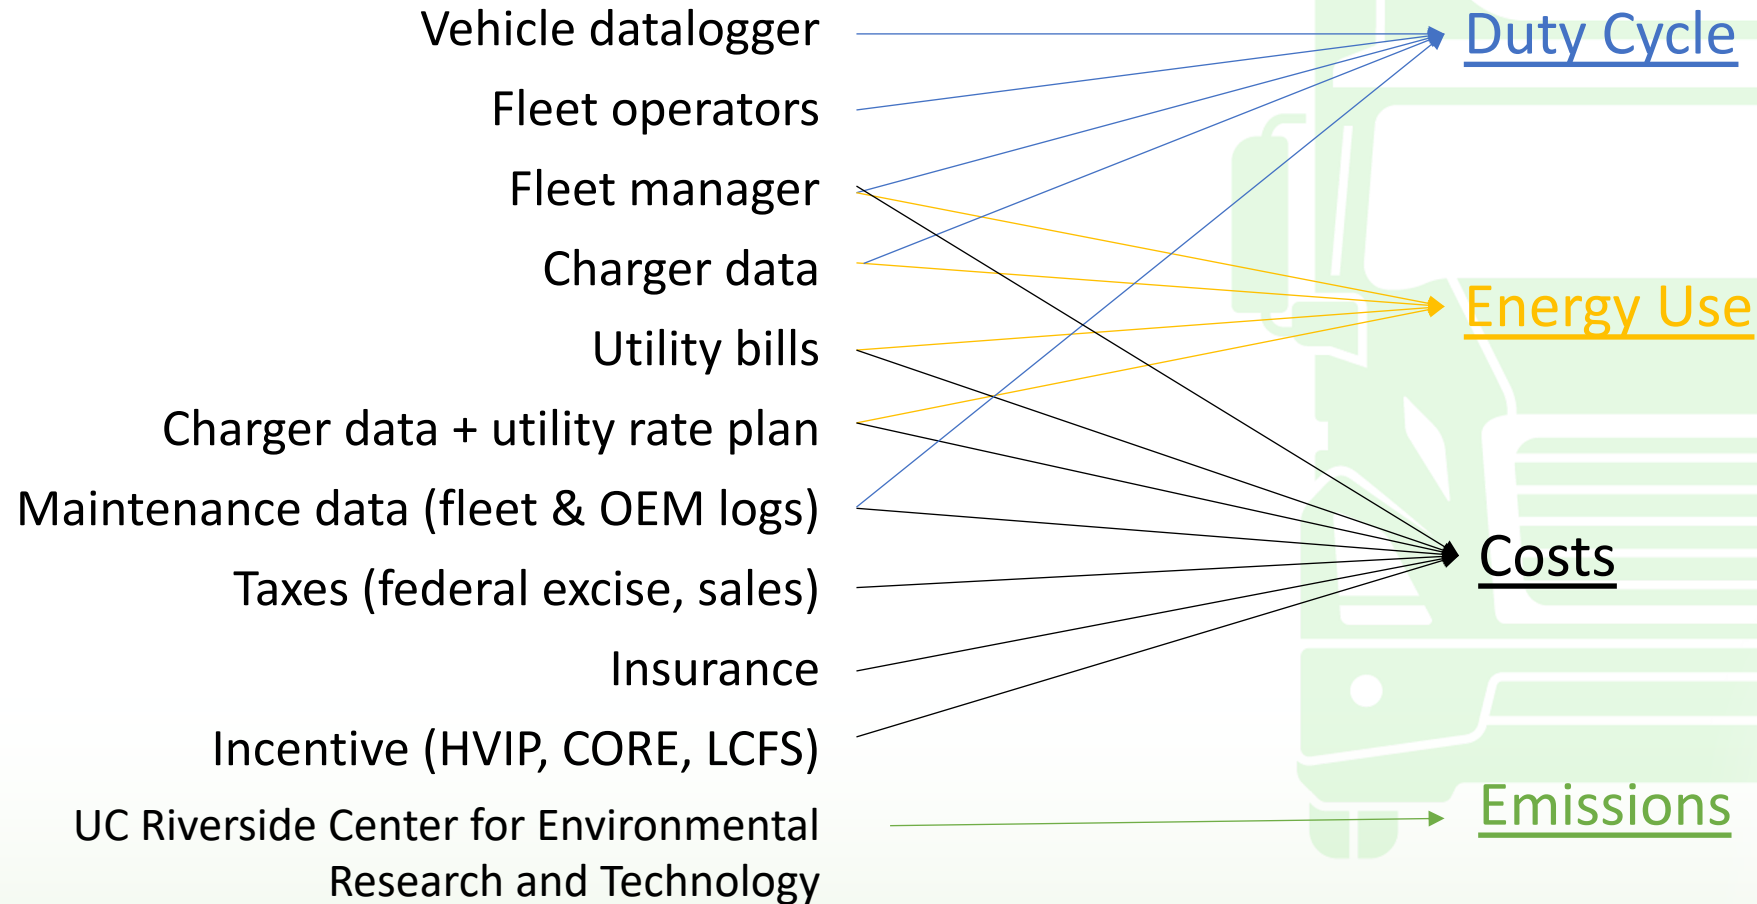 Vehicle datalogger
Fleet operators
Fleet manager
Charger data
Utility bills
Charger data + utility rate plan
Maintenance data (fleet & OEM logs)
Taxes (federal excise, sales)
Insurance
Incentive (HVIP, CORE, LCFS)
UC Riverside Center for Environmental
Research and Technology
Duty Cycle
Energy Use
Costs
Emissions